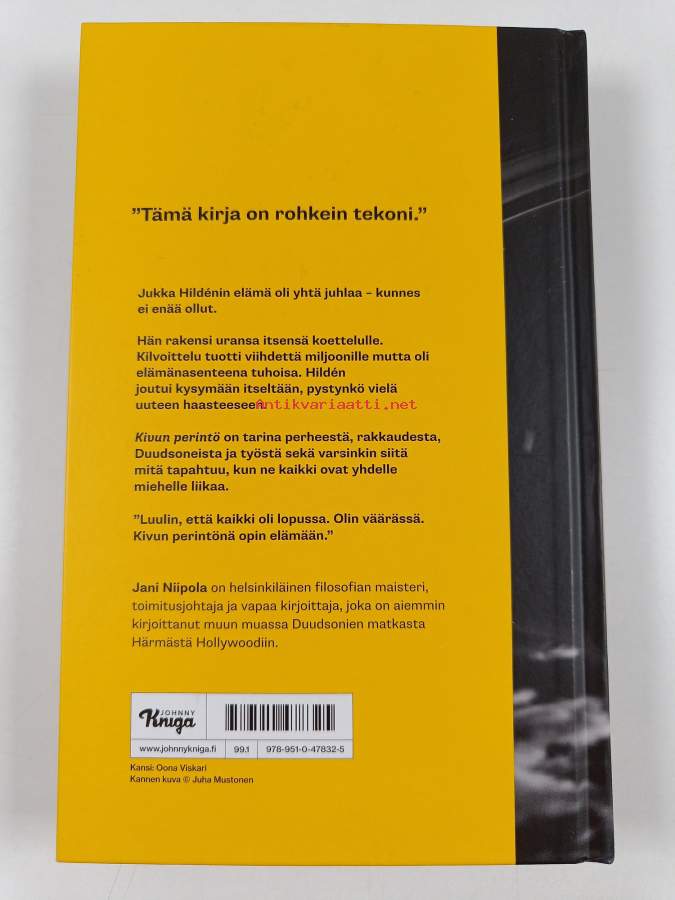 ”Tämä kirja on rohkein tekoni.”
Jukka Hildénin elämä oli yhtä juhlaa – kunnes
ei enää ollut.
Hän rakensi uransa itsensä koettelulle.
Kilvoittelu tuotti viihdettä miljoonille mutta oli
elämänasenteena tuhoisa. Hildén
joutui kysymään itseltään, pystynkö vielä
uuteen haasteeseen
Antikvariaatti.net
Kivun perintö on tarina perheestä, rakkaudesta,
Duudsoneista ja työstä sekä varsinkin siitä
mitä tapahtuu, kun ne kaikki ovat yhdelle
miehelle liikaa.
”Luulin, että kaikki oli lopussa. Olin väärässä.
Kivun perintönä opin elämään.”
Jani Niipola on helsinkiläinen filosofian maisteri,
toimitusjohtaja ja vapaa kirjoittaja, joka on aiemmin
kirjoittanut muun muassa Duudsonien matkasta
Härmästä Hollywoodiin.
JOHNNY
Kniga
www.johnnykniga.fi 99.1 978-951-0-47832-5
Kansi: Oona Viskari
Kannen kuva © Juha Mustonen